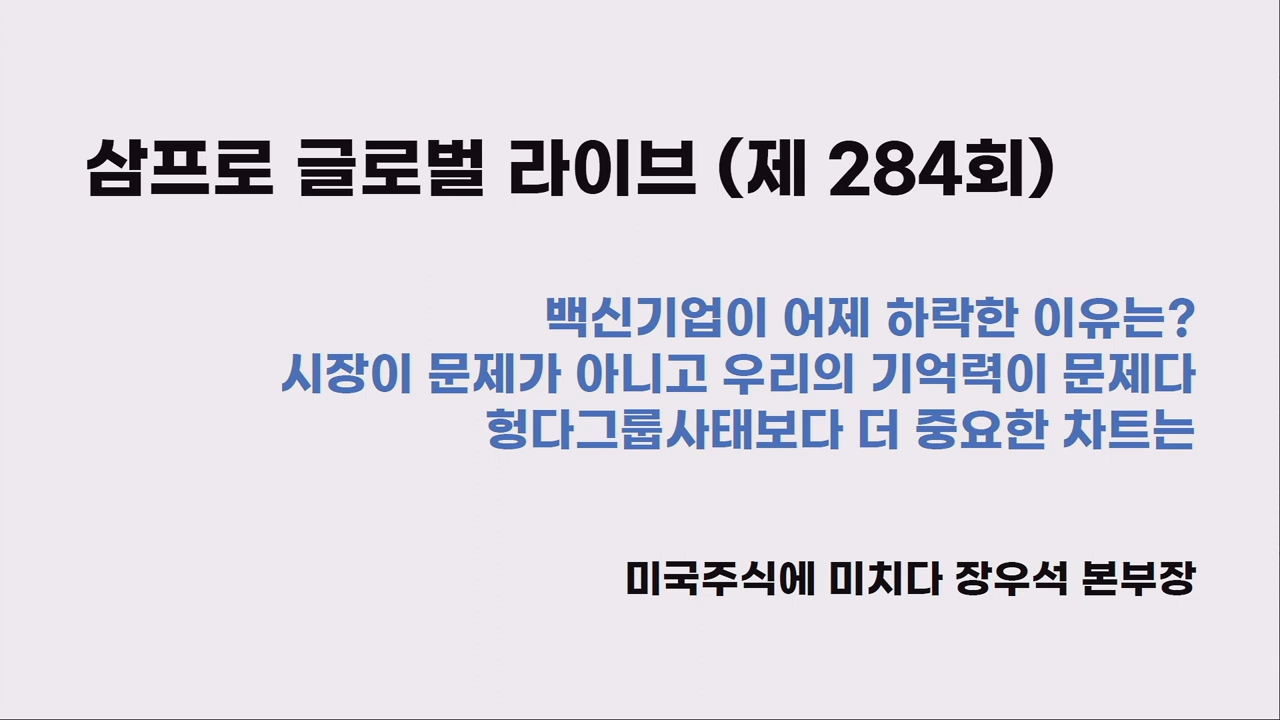 삼프로 글로벌 라이브 (제 284회)
백신기업이 어제 하락한 이유는?
시장이 문제가 아니고 우리의 기억력이 문제다
헝다그룹사태보다 더 중요한 차트는
미국주식에 미치다 장우석 본부장